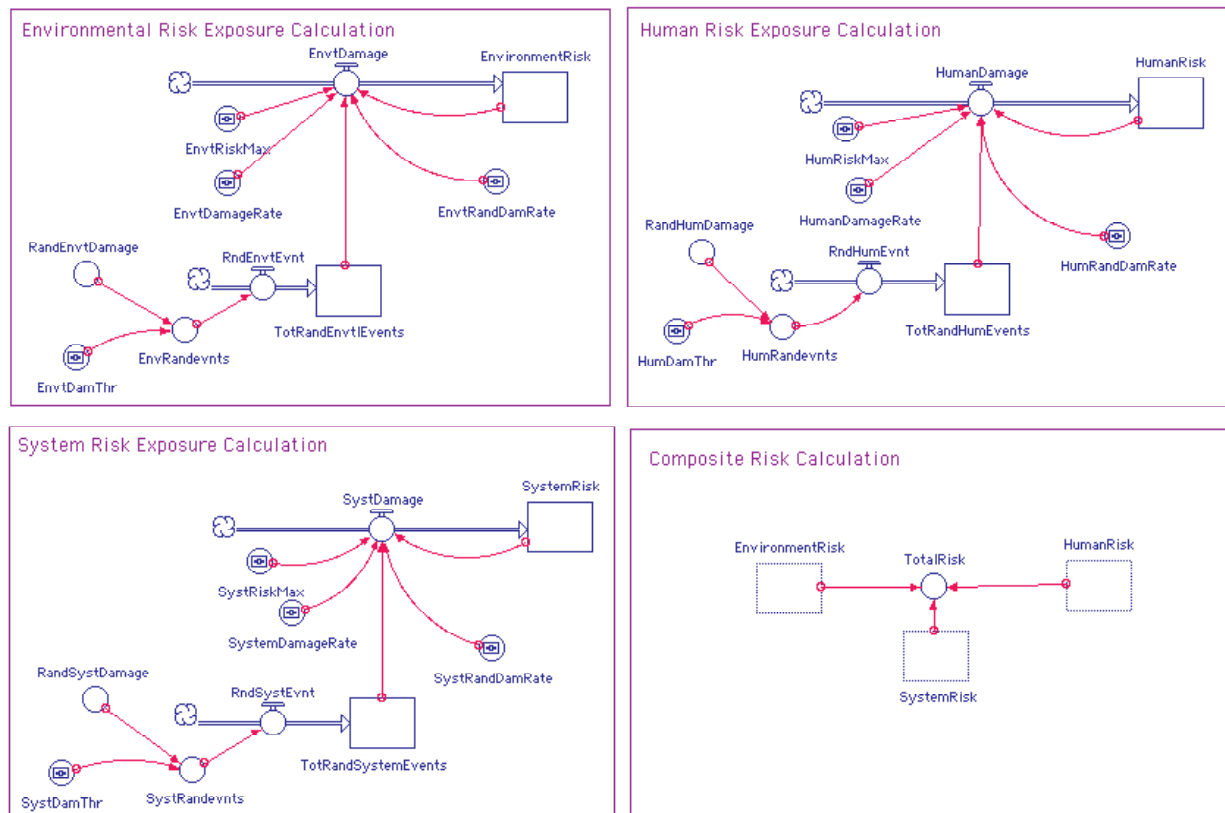 Environmental Risk Exposure Calculation
EnvtDamage
EnvironmentRisk
EnvtRiskMax
EnvtDamageRate
EnvtRandDamRate
RandEnvtDamage
RndEnvtEvnt
TotRandEnvtlEvents
EnvRandevnts
EnvtDamThr
Human Risk Exposure Calculation
HumanDamage
HumanRisk
HumRiskMax
HumanDamageRate
RandHumDamage
RndHumEvnt
HumRandDamRate
TotRandHumEvents
HumDamThr
HumRandevnts
System Risk Exposure Calculation
SystDamage
SystemRisk
SystRiskMax
SystemDamageRate
SystRandDamRate
RandSystDamage
RndSystEvnt
TotRandSystemEvents
SystDamThr
SystRandevnts
Composite Risk Calculation
EnvironmentRisk
TotalRisk
HumanRisk
SystemRisk